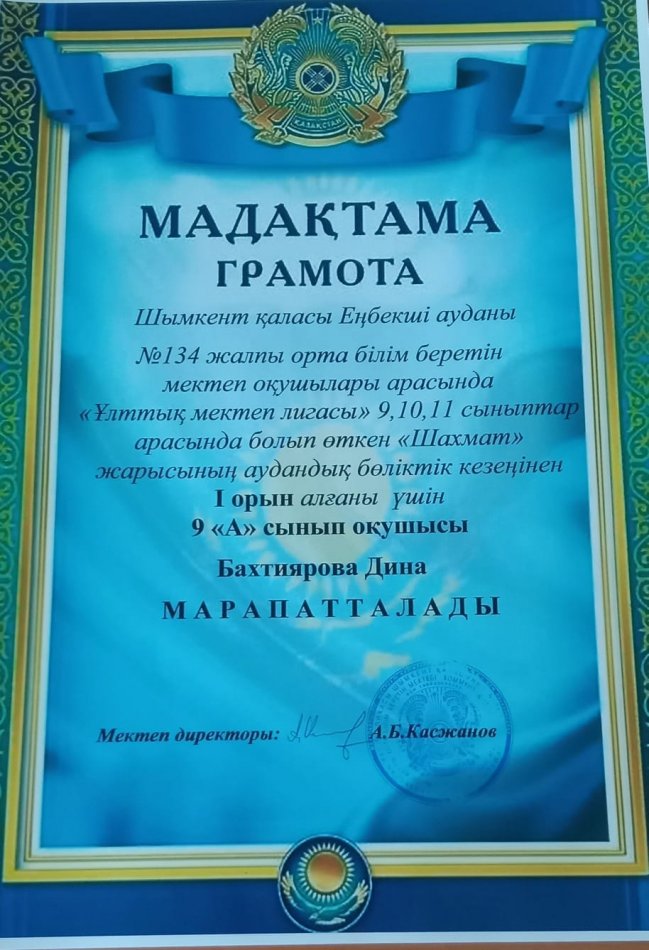 ҚАЗАҚСТАН
МАДАҚТАМА
ГРАМОТА
Шымкент қаласы Еңбекші ауданы
№134 жалпы орта білім беретін
мектеп оқушылары арасында
«Ұлттық мектеп лигасы» 9,10,11 сыныптар
арасында болып өткен «Шахмат»
жарысының аудандық бөліктік кезеңінен
I орын алғаны үшін
9 «А» сынып оқушысы
Бахтиярова Дина
МАРАПАТТАЛАДЫ
Мектеп директоры: А.Б.Касжанов